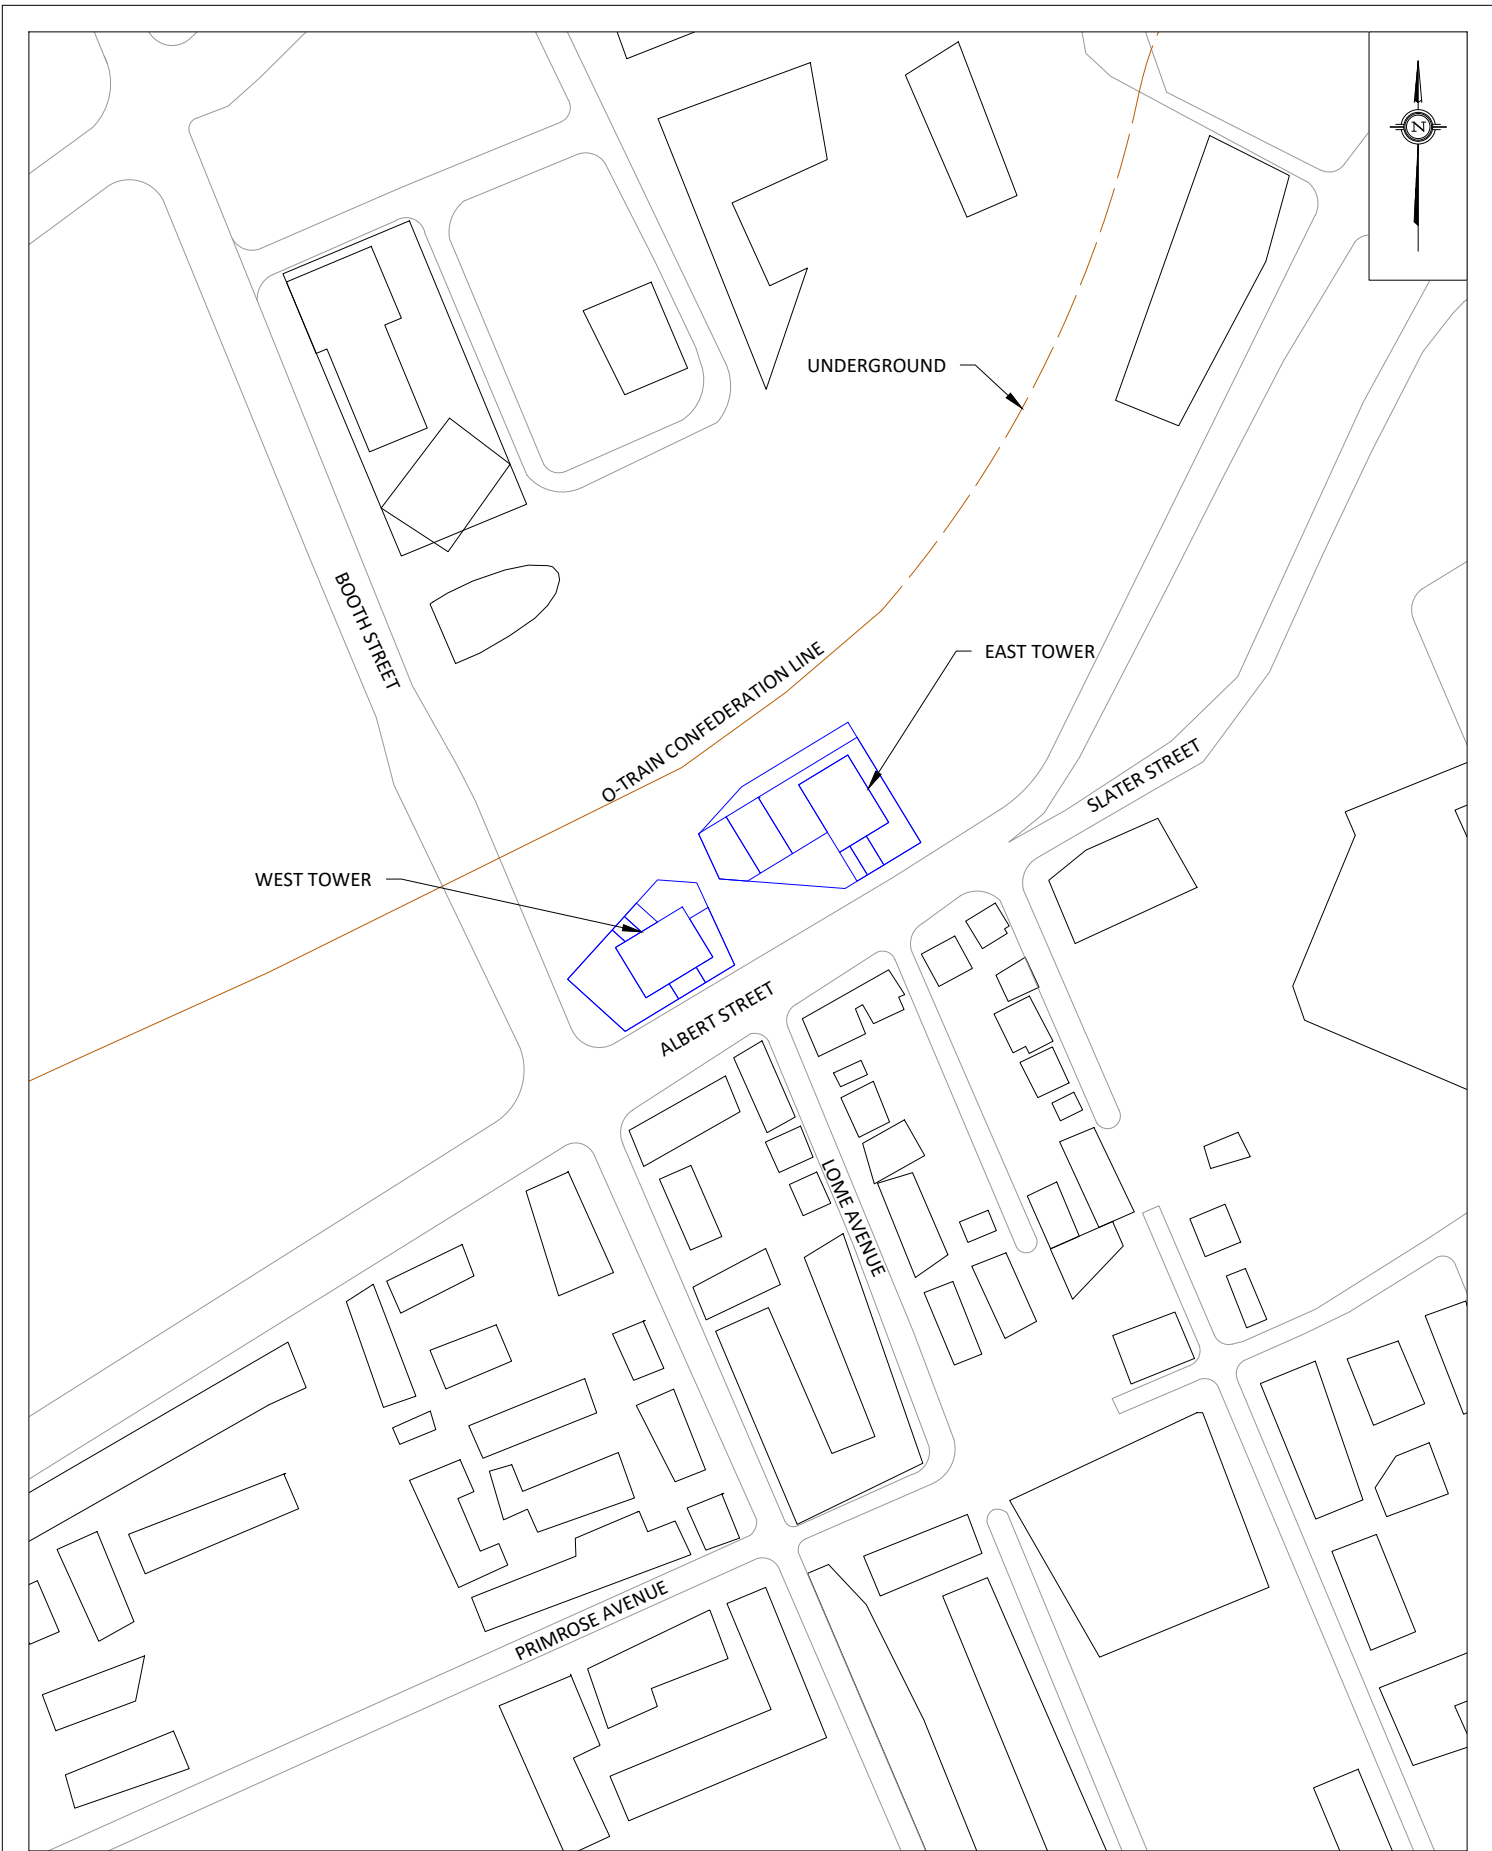 N
UNDERGROUND
BOOTH STREET
O-TRAIN CONFEDERATION LINE
EAST TOWER
SLATER STREET
WEST TOWER
ALBERT STREET
LOME AVENUE
PRIMROSE AVENUE